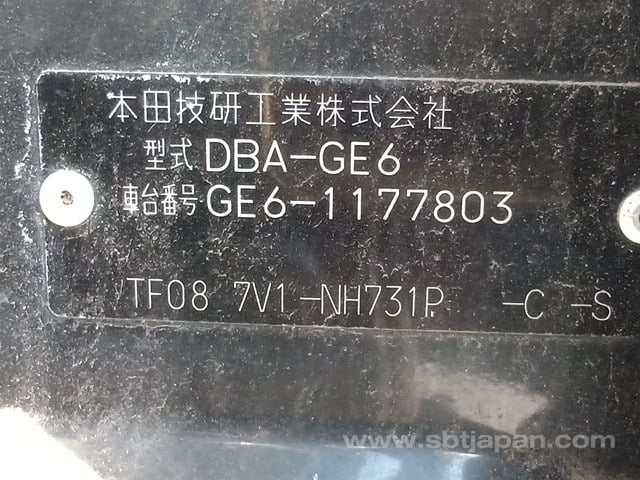 本田技研工業株式会社
型式 DBA-GE6
車台番号 GE6-1177803
TF08 7V1-NH731P -C -S
www.sbtjapan.com